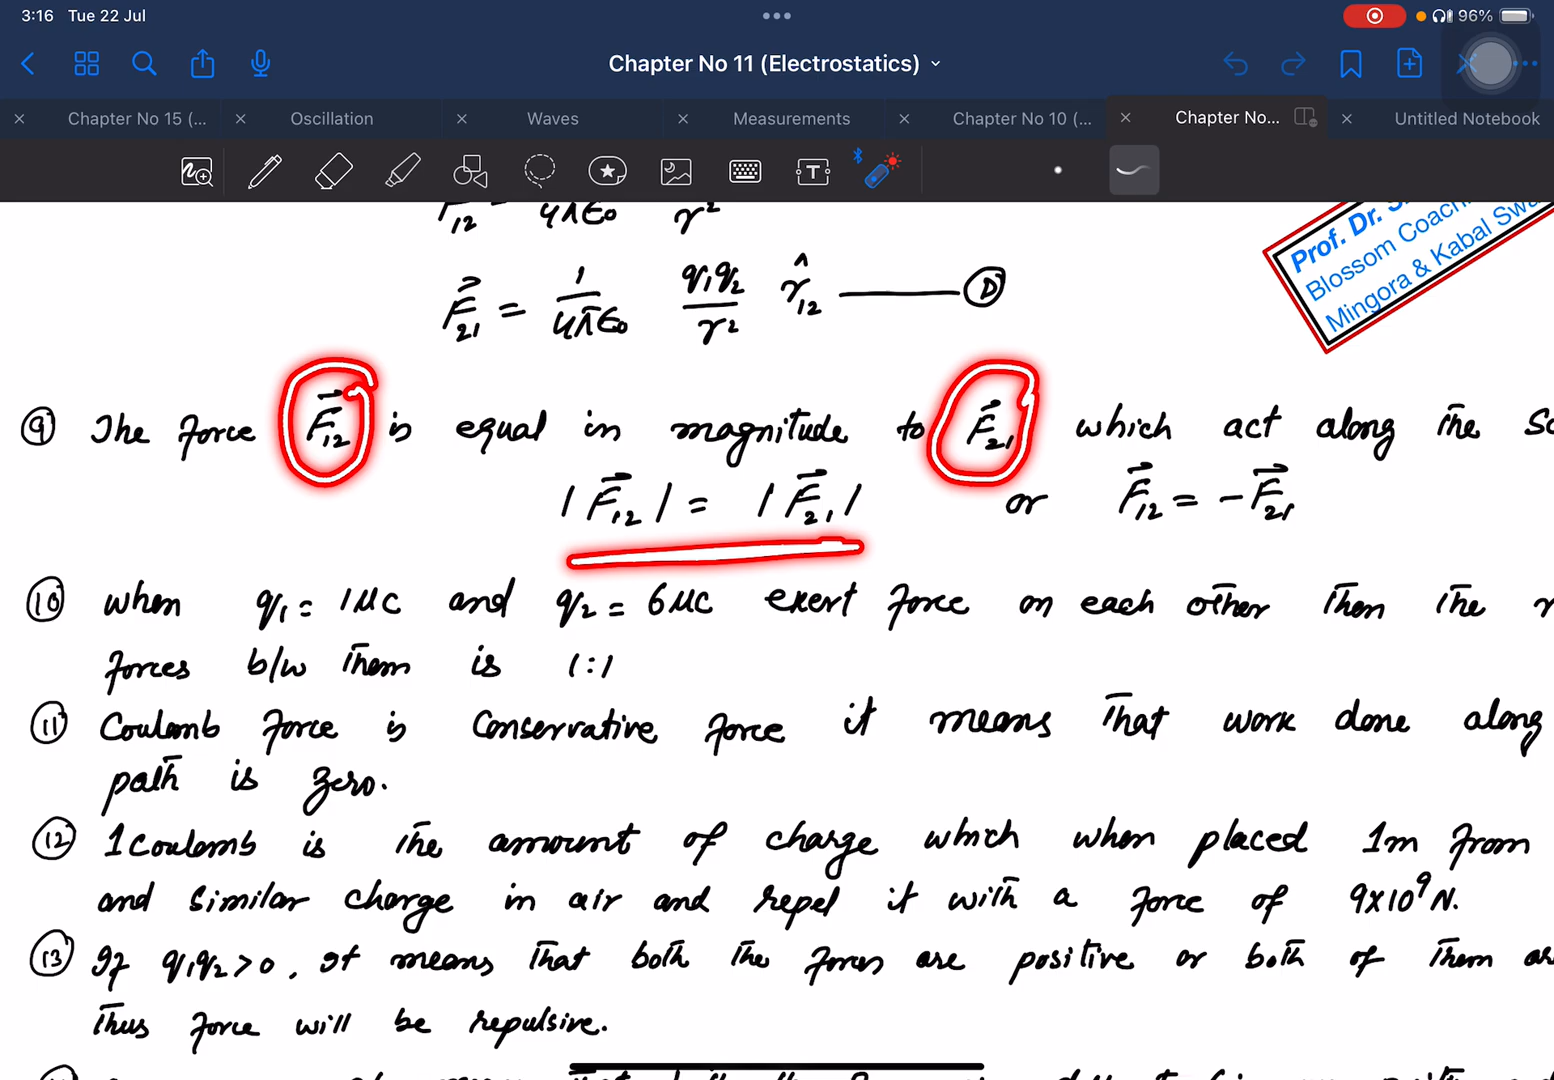 3:16 Tue 22 Jul
96%
Chapter No 11 (Electrostatics)
Chapter No 15 (...
Oscillation
Waves
Measurements
Chapter No 10 (...
Chapter No...
Untitled Notebook
F₁₂ 4πε₀ r²
F⃗₂₁ = 1/4πε₀ q₁q₂/r² r̂₁₂ ——— Ⓓ
Prof. Dr. S
Blossom Coach
Mingora & Kabal Swa
⑨ The force F⃗₁₂ is equal in magnitude to F⃗₂₁ which act along the
|F⃗₁₂| = |F⃗₂₁| or F⃗₁₂ = -F⃗₂₁
⑩ when q₁ = 1μC and q₂ = 6μC exert force on each other then the
forces b/w them is 1:1
⑪ Coulomb force is conservative force it means that work done along
path is zero.
⑫ 1 Coulomb is the amount of charge which when placed 1m from
and similar charge in air and repel it with a force of 9x10⁹ N.
⑬ If q₁q₂ > 0, It means that both the forces are positive or both of them
Thus force will be repulsive.